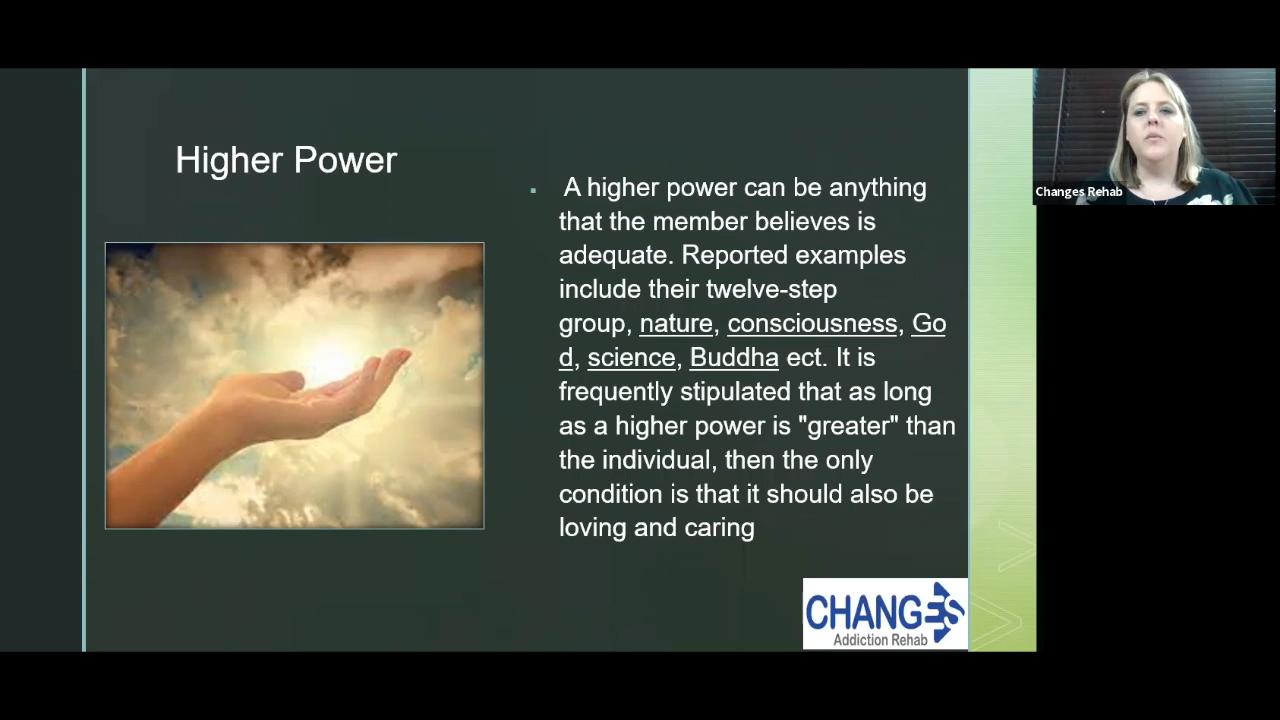 Higher Power
A higher power can be anything
that the member believes is
adequate. Reported examples
include their twelve-step
group, nature, consciousness, Go
d, science, Buddha ect. It is
frequently stipulated that as long
as a higher power is "greater" than
the individual, then the only
condition is that it should also be
loving and caring
CHANGES
Addiction Rehab
Changes Rehab